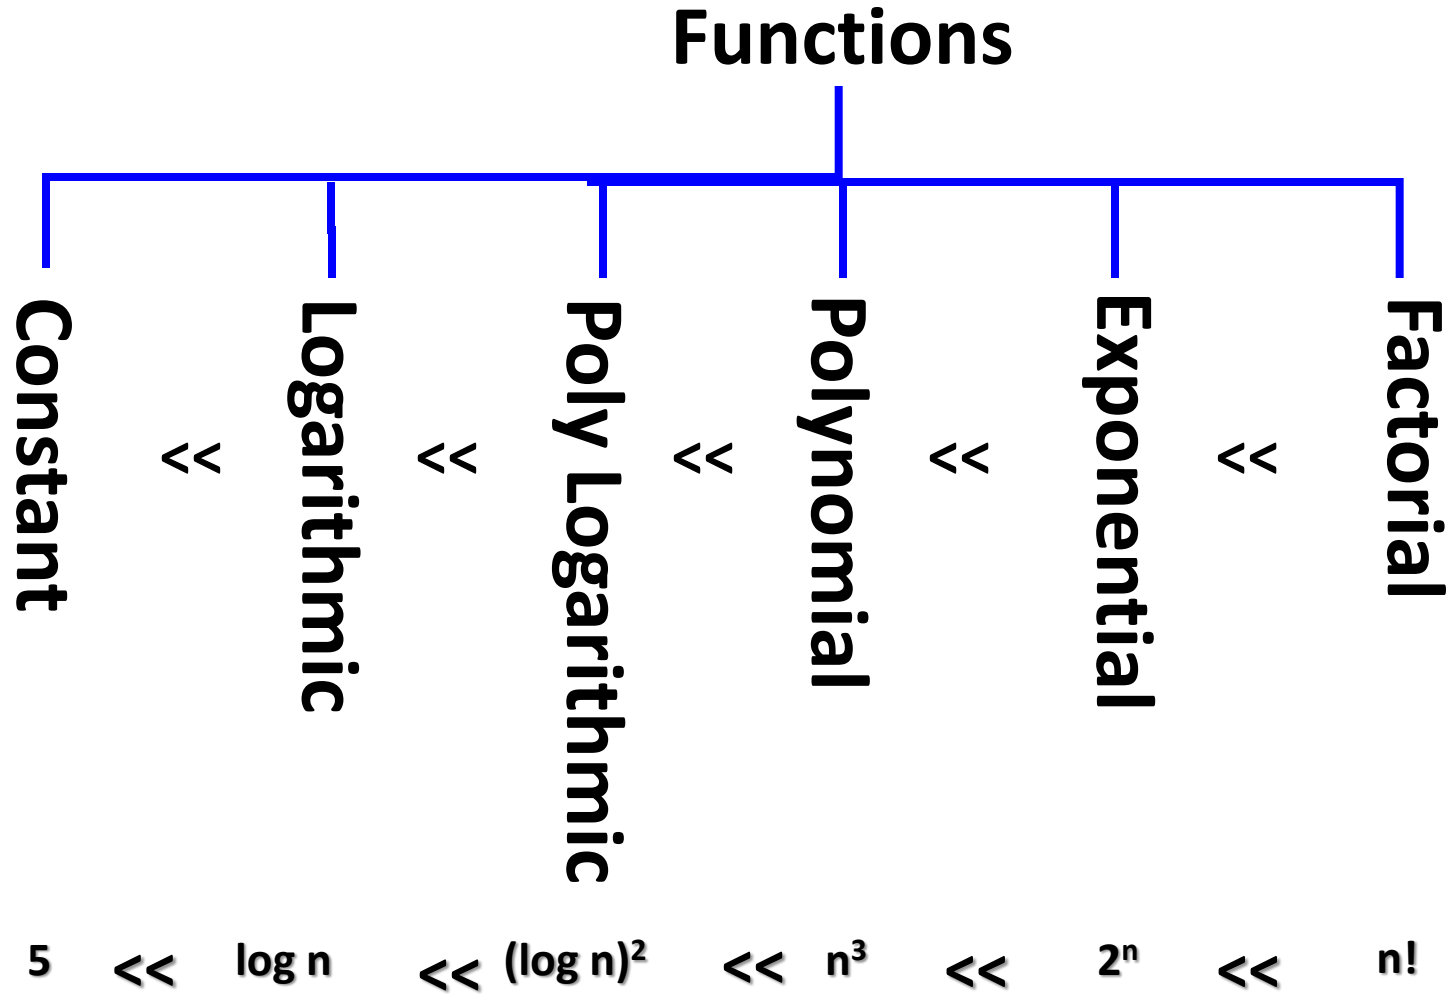 Functions
Constant << Logarithmic << Poly Logarithmic << Polynomial << Exponential << Factorial
5 << log n << (log n)² << n³ << 2ⁿ << n!